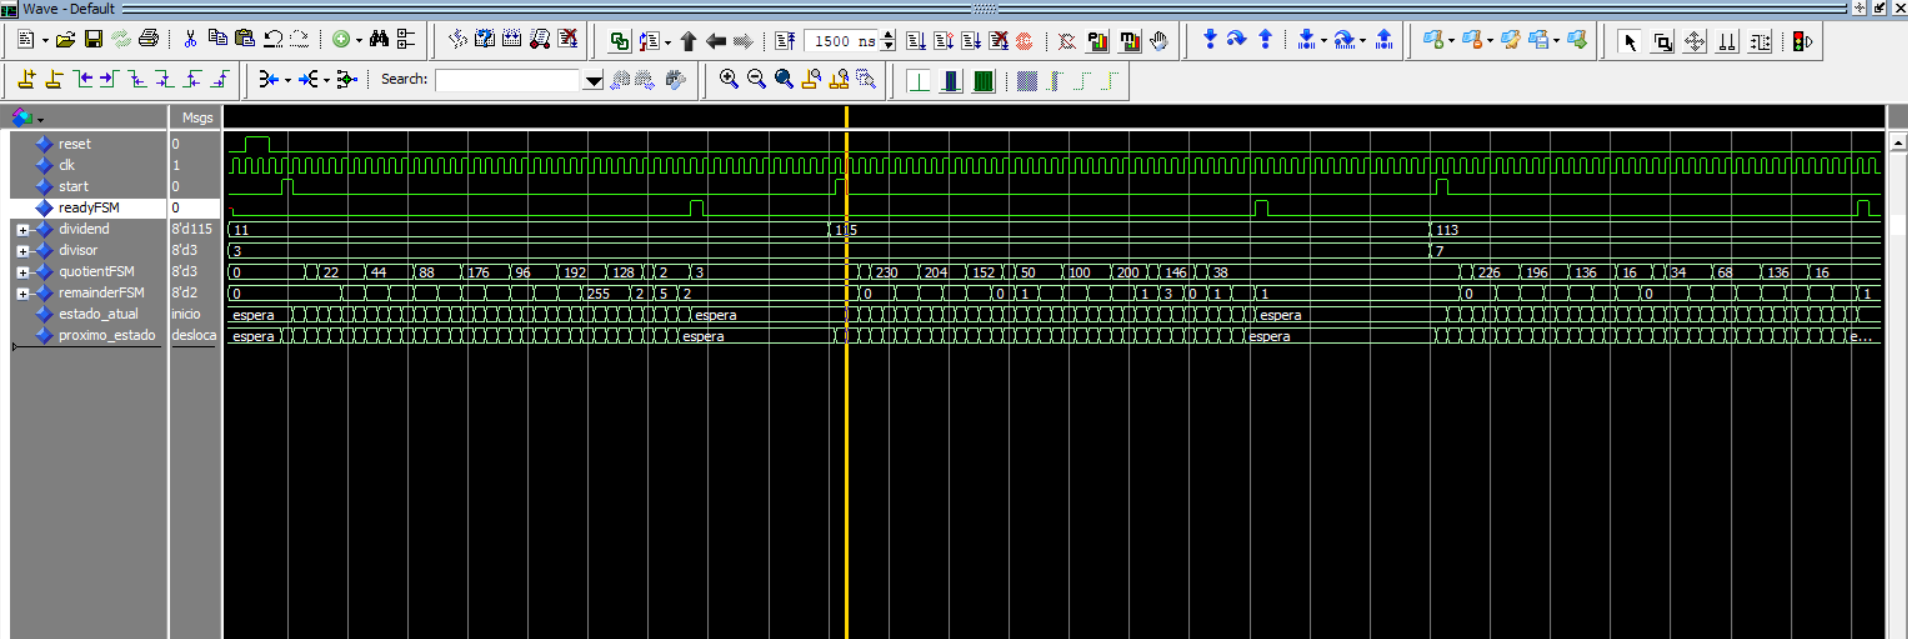 Wave - Default
1500 ns
Search:
Msgs
reset 0
clk 1
start 0
readyFSM 0
dividend 8'd115 11 115 113
divisor 8'd3 3 7
quotientFSM 8'd3 0 22 44 88 176 96 192 128 2 3 230 204 152 50 100 200 146 38 226 196 136 16 34 68 136 16
remainderFSM 8'd2 0 255 2 5 2 0 0 1 1 3 0 1 1 0 0 1
estado_atual inicio espera espera espera
proximo_estado desloca espera espera espera e...